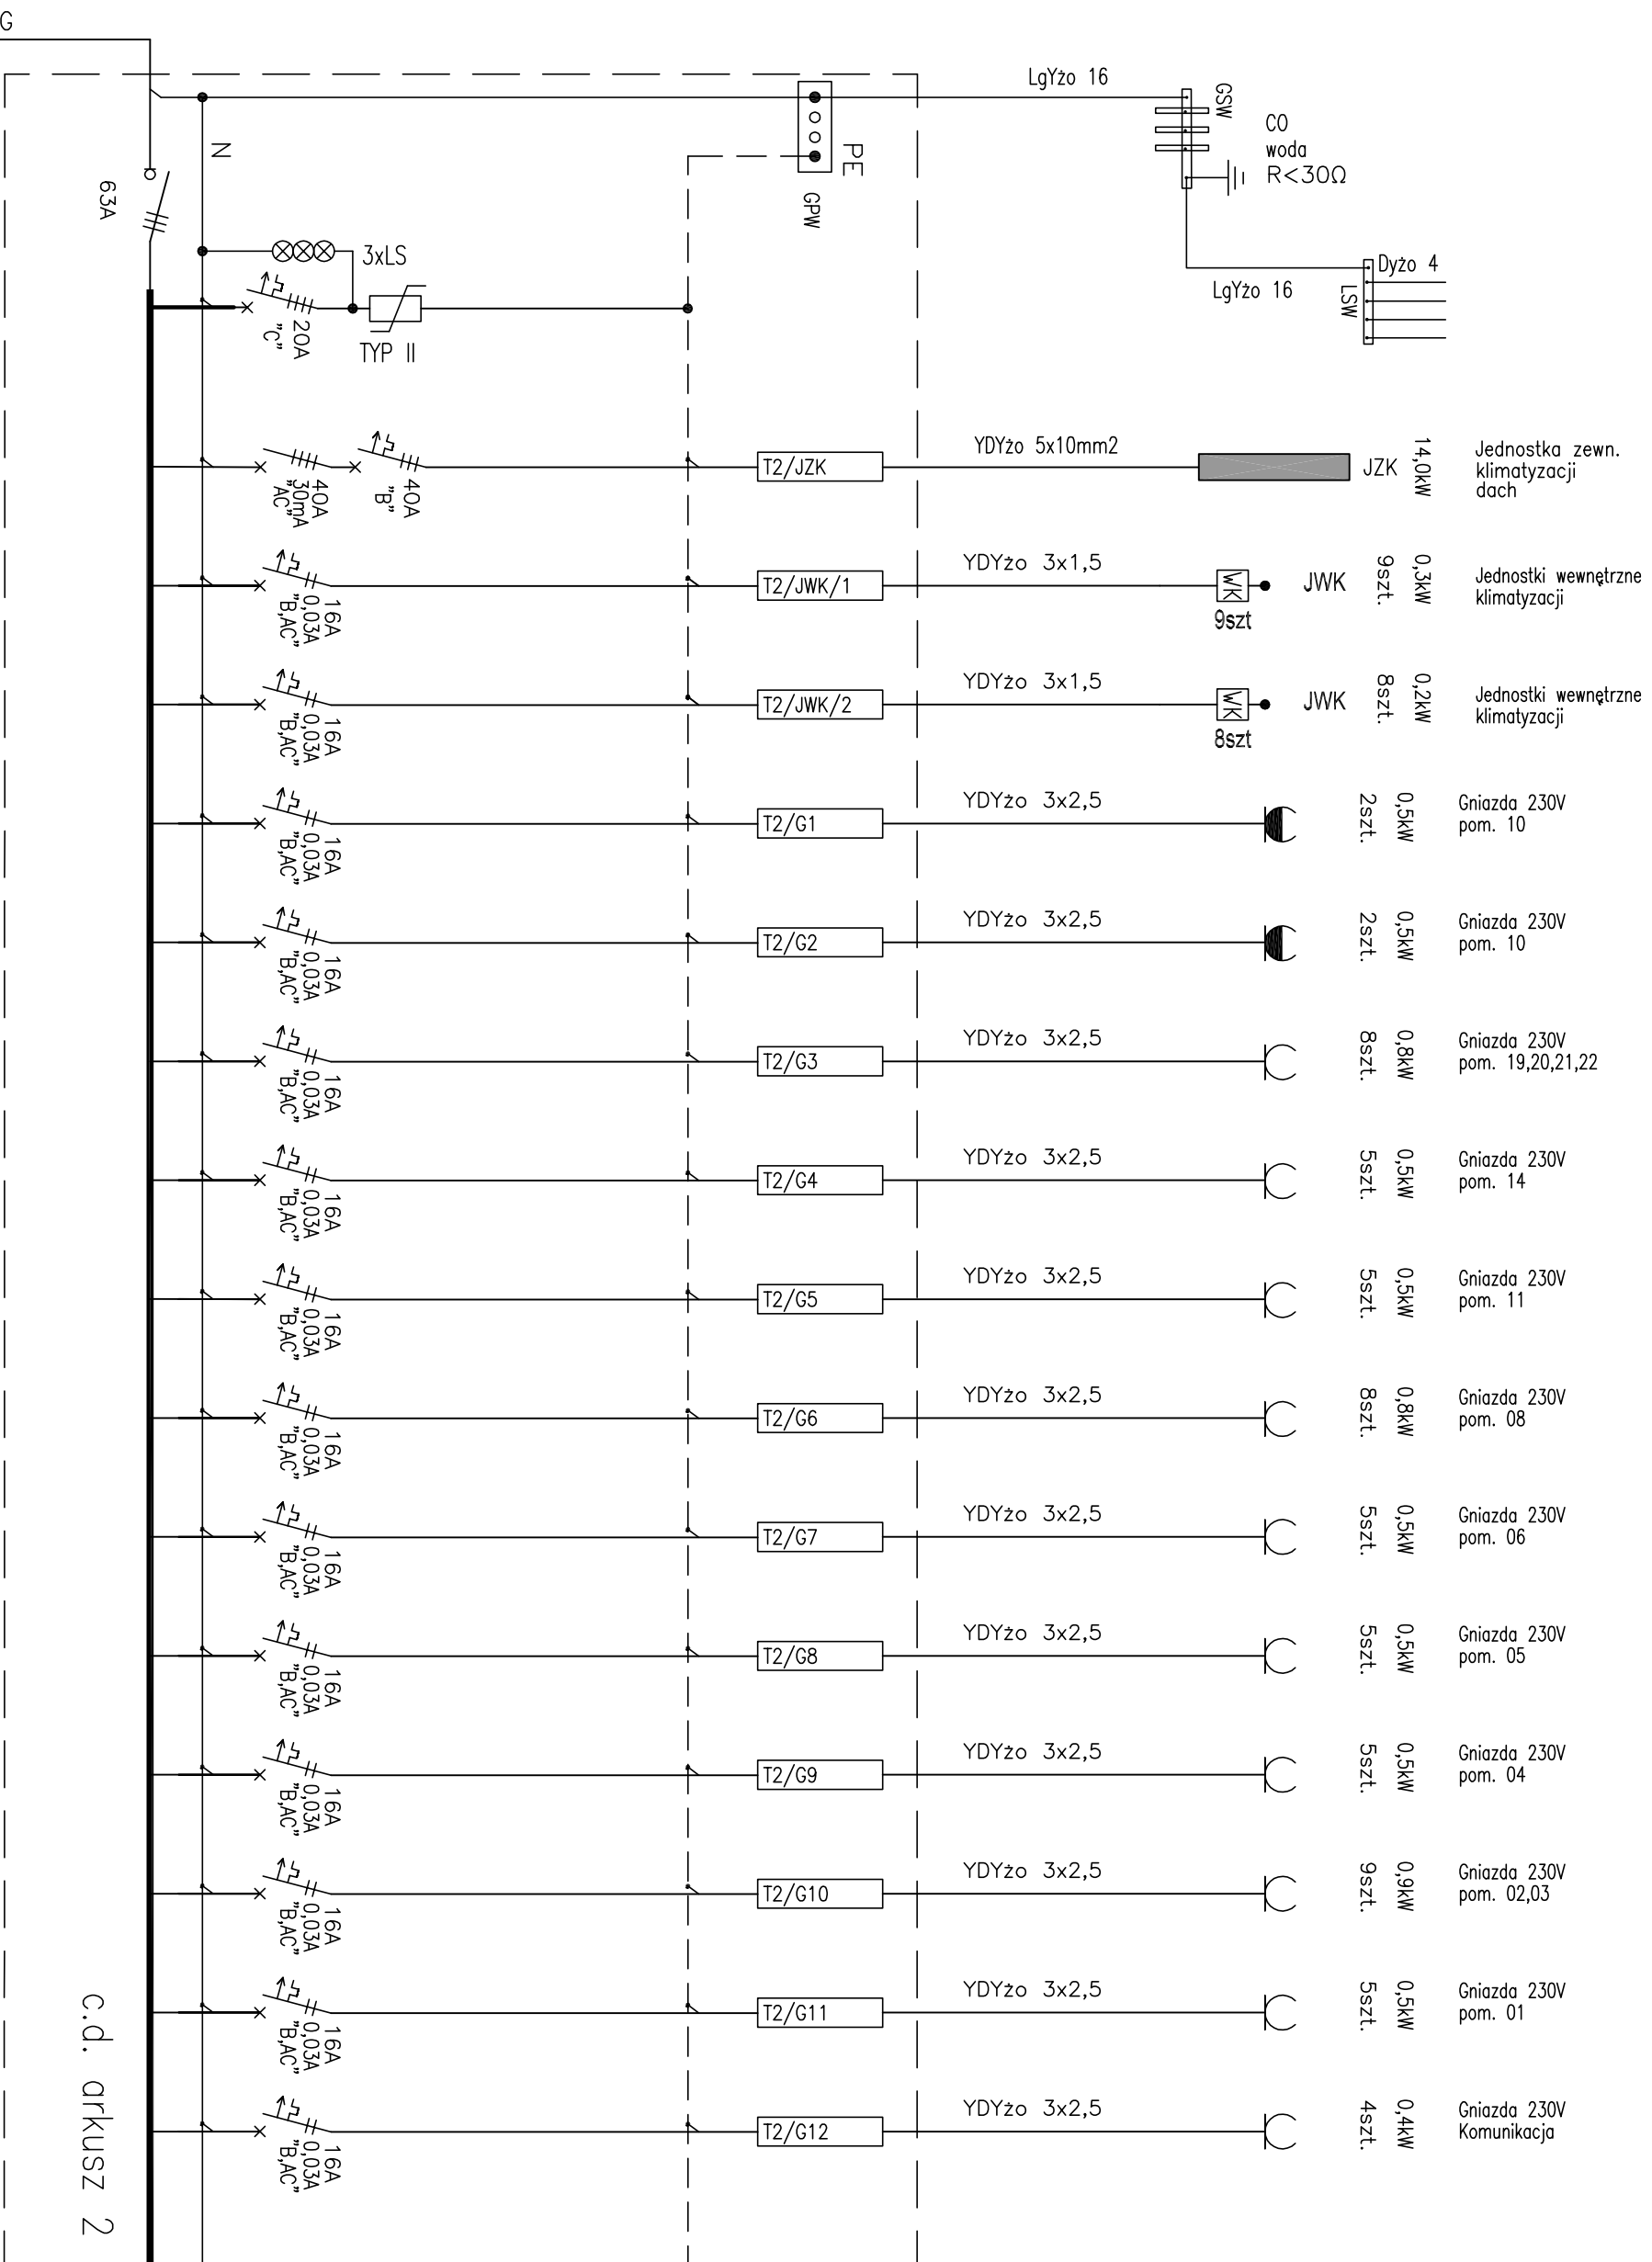 G
LgYżo 16
GSW
CO
woda
R<30Ω
N
PE
GPW
63A
3xLS
20A
"C"
TYP II
LgYżo 16
Dyżo 4
LSW
40A
30mA
"AC"
40A
"B"
T2/JZK
YDYżo 5x10mm2
JZK
14,0kW
Jednostka zewn.
klimatyzacji
dach
16A
0,03A
"B,AC"
T2/JWK/1
YDYżo 3x1,5
WK
9szt
JWK
9szt.
0,3kW
Jednostki wewnętrzne
klimatyzacji
16A
0,03A
"B,AC"
T2/JWK/2
YDYżo 3x1,5
WK
8szt
JWK
8szt.
0,2kW
Jednostki wewnętrzne
klimatyzacji
16A
0,03A
"B,AC"
T2/G1
YDYżo 3x2,5
2szt.
0,5kW
Gniazda 230V
pom. 10
16A
0,03A
"B,AC"
T2/G2
YDYżo 3x2,5
2szt.
0,5kW
Gniazda 230V
pom. 10
16A
0,03A
"B,AC"
T2/G3
YDYżo 3x2,5
8szt.
0,8kW
Gniazda 230V
pom. 19,20,21,22
16A
0,03A
"B,AC"
T2/G4
YDYżo 3x2,5
5szt.
0,5kW
Gniazda 230V
pom. 14
16A
0,03A
"B,AC"
T2/G5
YDYżo 3x2,5
5szt.
0,5kW
Gniazda 230V
pom. 11
16A
0,03A
"B,AC"
T2/G6
YDYżo 3x2,5
8szt.
0,8kW
Gniazda 230V
pom. 08
16A
0,03A
"B,AC"
T2/G7
YDYżo 3x2,5
5szt.
0,5kW
Gniazda 230V
pom. 06
16A
0,03A
"B,AC"
T2/G8
YDYżo 3x2,5
5szt.
0,5kW
Gniazda 230V
pom. 05
16A
0,03A
"B,AC"
T2/G9
YDYżo 3x2,5
5szt.
0,5kW
Gniazda 230V
pom. 04
16A
0,03A
"B,AC"
T2/G10
YDYżo 3x2,5
9szt.
0,9kW
Gniazda 230V
pom. 02,03
16A
0,03A
"B,AC"
T2/G11
YDYżo 3x2,5
5szt.
0,5kW
Gniazda 230V
pom. 01
16A
0,03A
"B,AC"
T2/G12
YDYżo 3x2,5
4szt.
0,4kW
Gniazda 230V
Komunikacja
c.d. arkusz 2